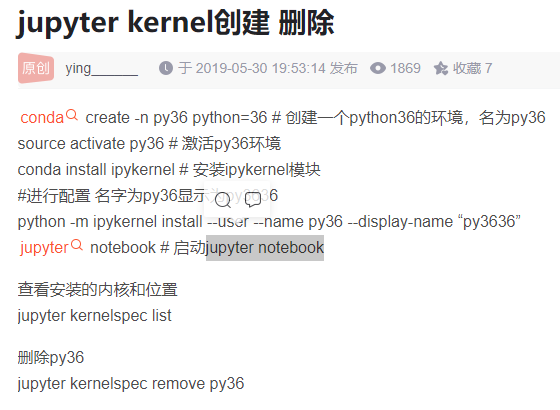 jupyter kernel创建 删除
原创 ying______ 于 2019-05-30 19:53:14 发布 1869 收藏 7
conda create -n py36 python=36 # 创建一个python36的环境，名为py36
source activate py36 # 激活py36环境
conda install ipykernel # 安装ipykernel模块
#进行配置 名字为py36显示为py3636
python -m ipykernel install --user --name py36 --display-name “py3636”
jupyter notebook # 启动jupyter notebook
查看安装的内核和位置
jupyter kernelspec list
删除py36
jupyter kernelspec remove py36